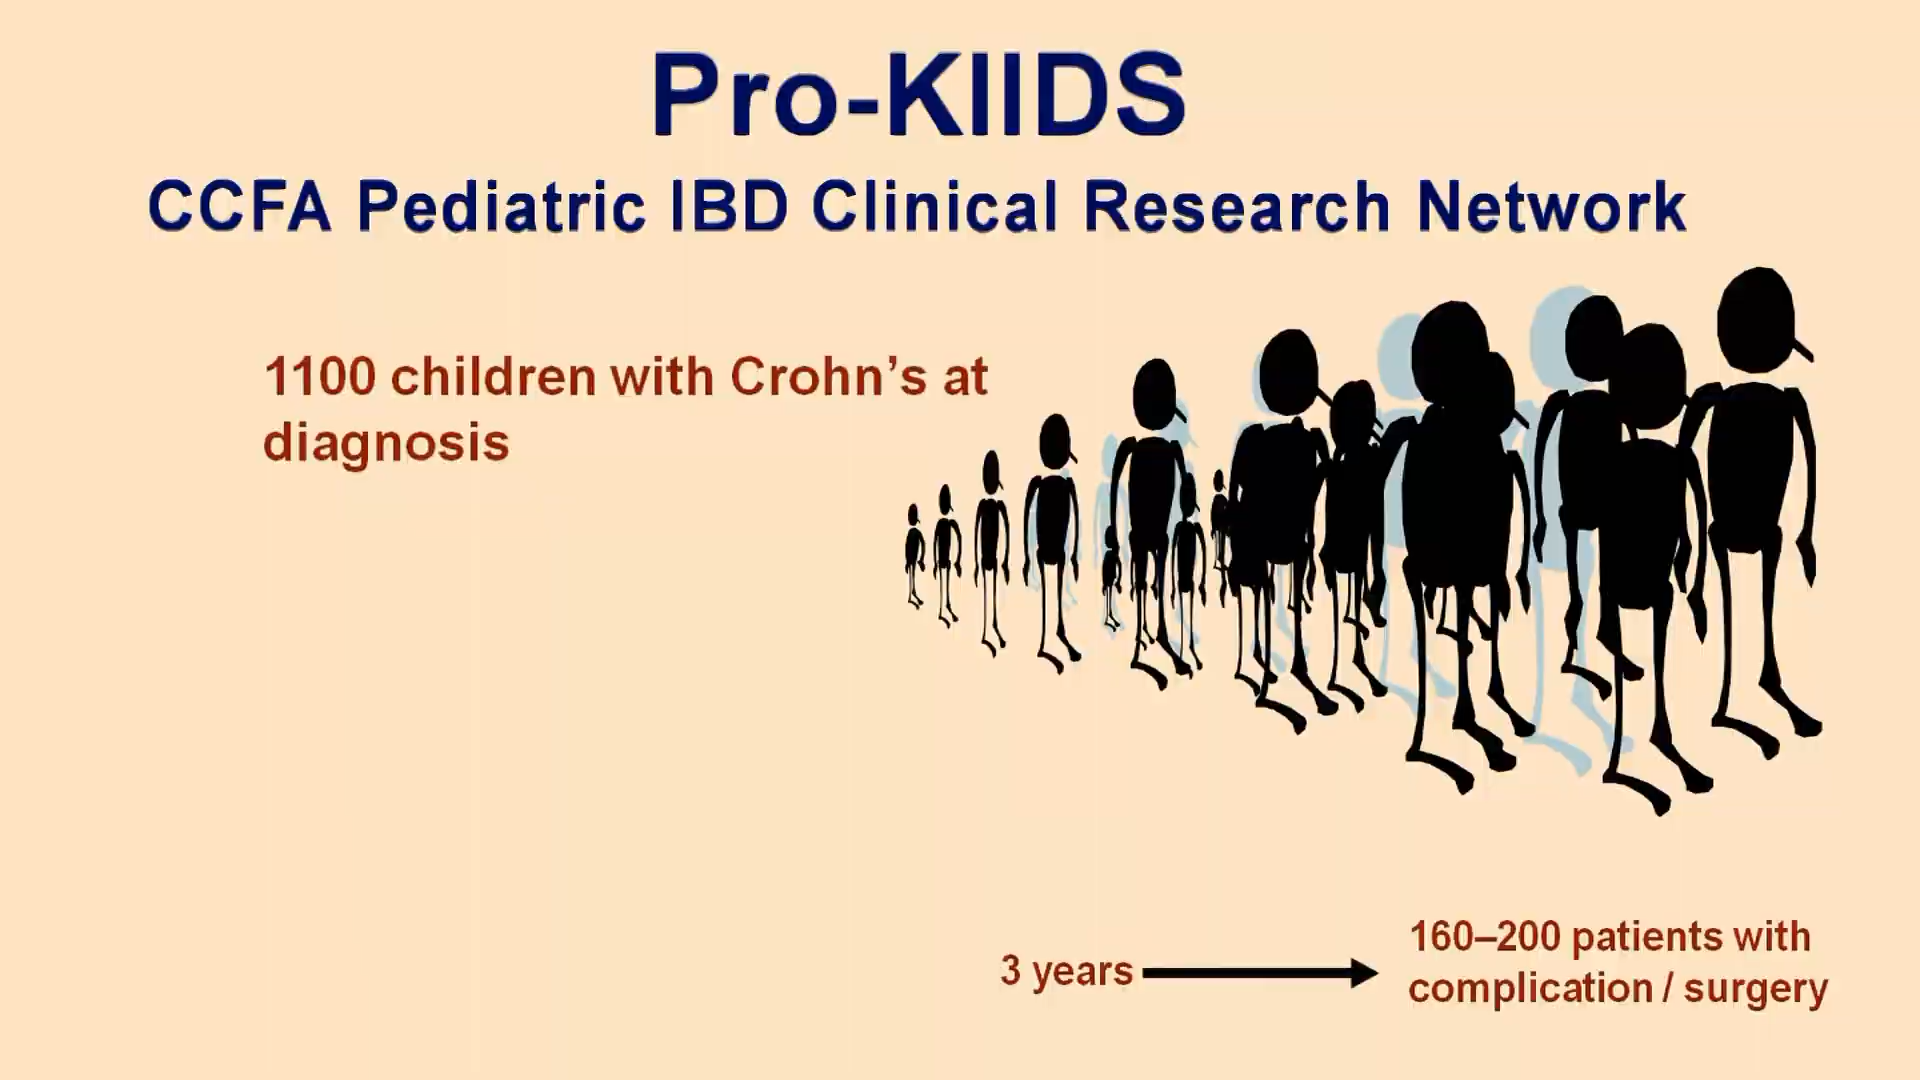 Pro-KIIDS
CCFA Pediatric IBD Clinical Research Network
1100 children with Crohn’s at
diagnosis
3 years
160–200 patients with
complication / surgery